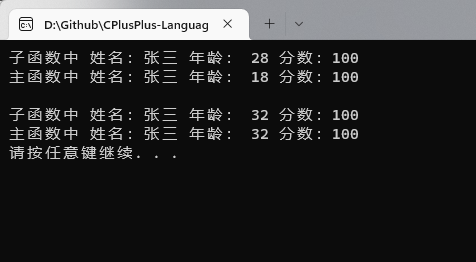 D:\Github\CPlusPlus-Languag
子函数中 姓名: 张三 年龄: 28 分数: 100
主函数中 姓名: 张三 年龄: 18 分数: 100
子函数中 姓名: 张三 年龄: 32 分数: 100
主函数中 姓名: 张三 年龄: 32 分数: 100
请按任意键继续. . .